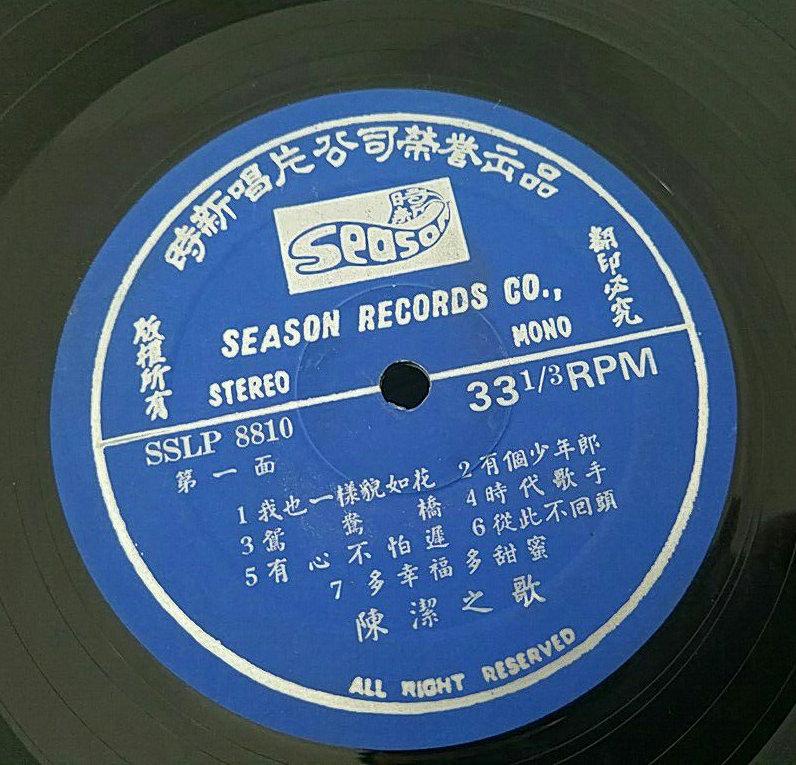 時新唱片公司榮譽出品
時新
Season
SEASON RECORDS CO.,
版權所有
翻印必究
STEREO
MONO
33 1/3 RPM
SSLP 8810
第一面
1 我也一樣貌如花 2 有個少年郎
3 鴛鴦橋 4 時代歌手
5 有心不怕遲 6 從此不回頭
7 多幸福多甜蜜
陳潔之歌
ALL RIGHT RESERVED